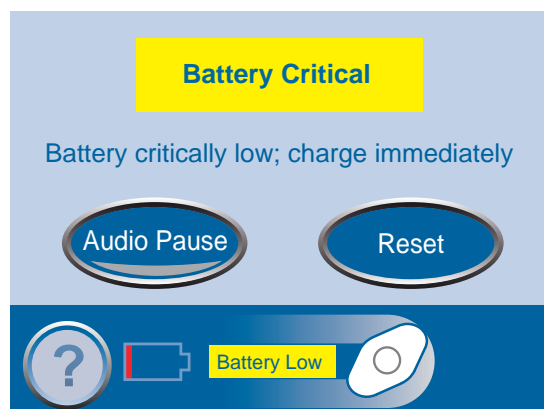 Battery Critical
Battery critically low; charge immediately
Audio Pause
Reset
?
Battery Low